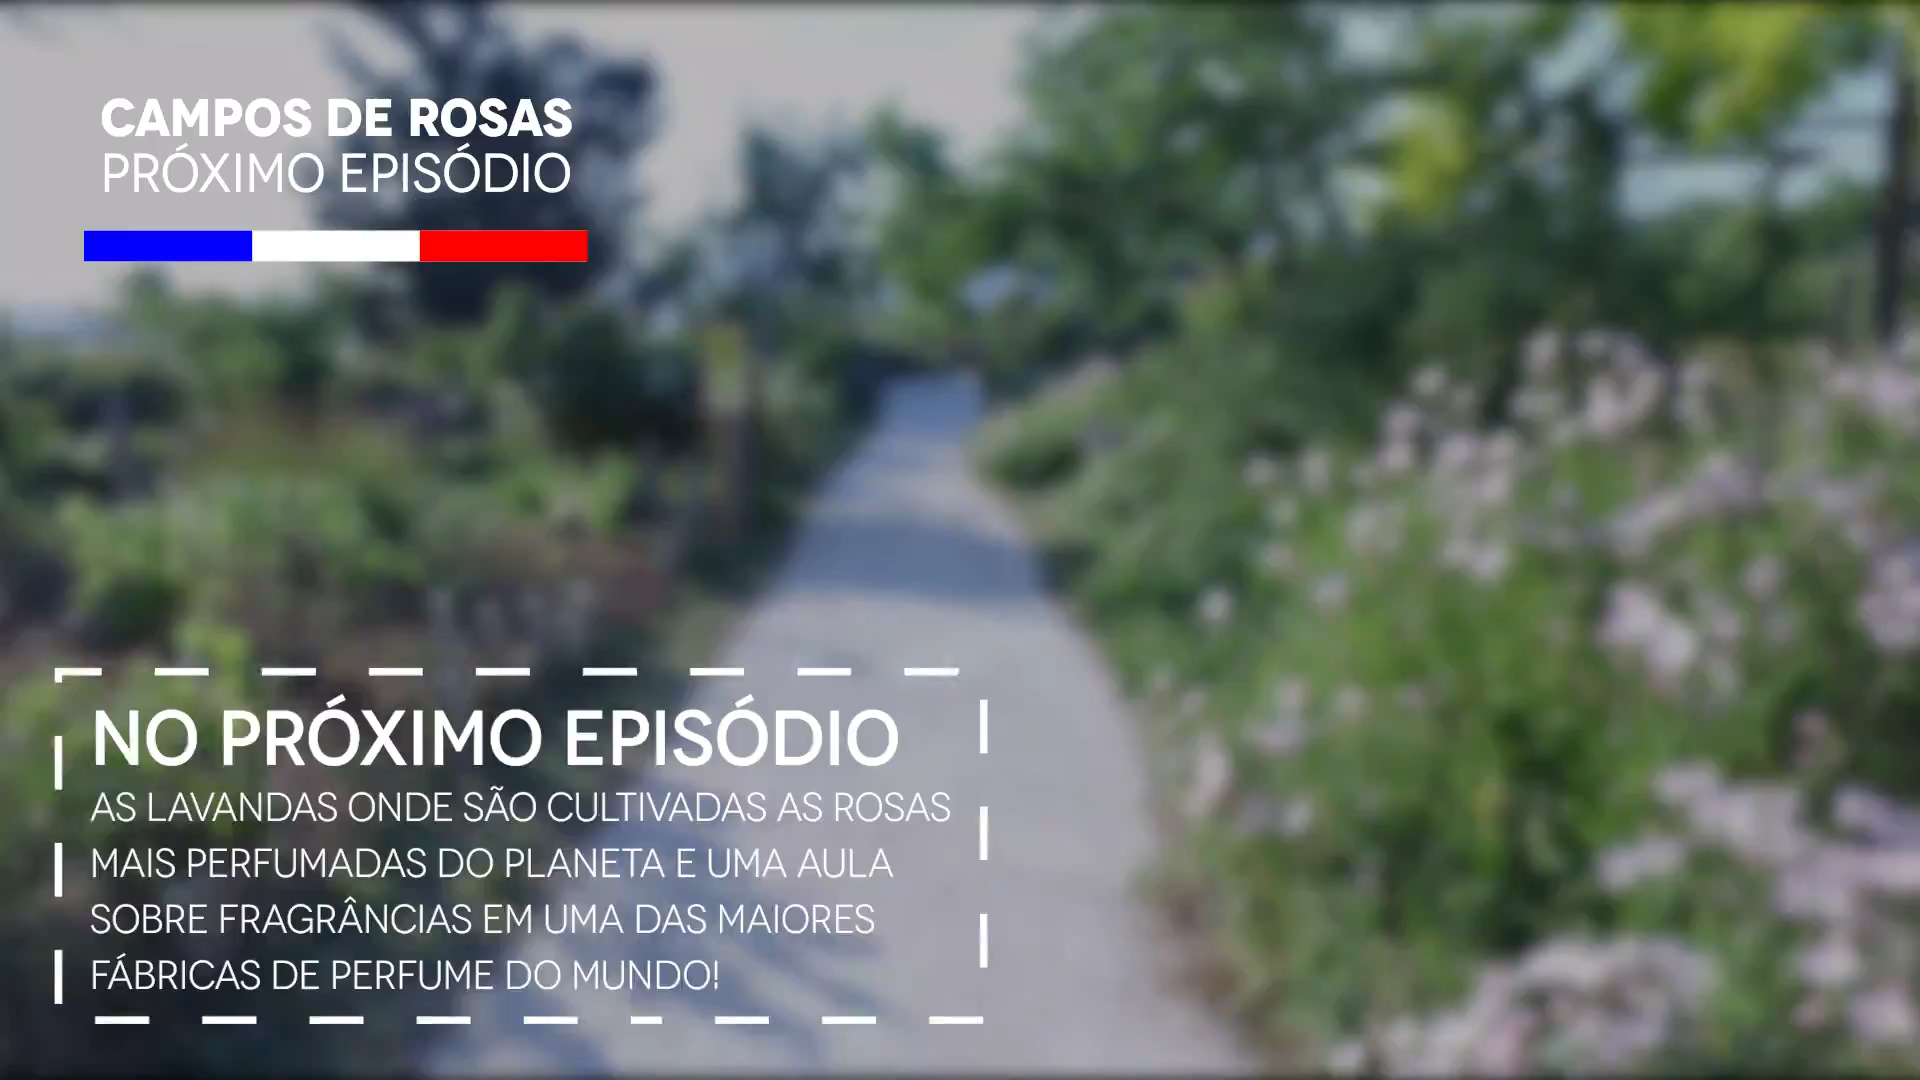 CAMPOS DE ROSAS
PRÓXIMO EPISÓDIO
NO PRÓXIMO EPISÓDIO
AS LAVANDAS ONDE SÃO CULTIVADAS AS ROSAS
MAIS PERFUMADAS DO PLANETA E UMA AULA
SOBRE FRAGRÂNCIAS EM UMA DAS MAIORES
FÁBRICAS DE PERFUME DO MUNDO!